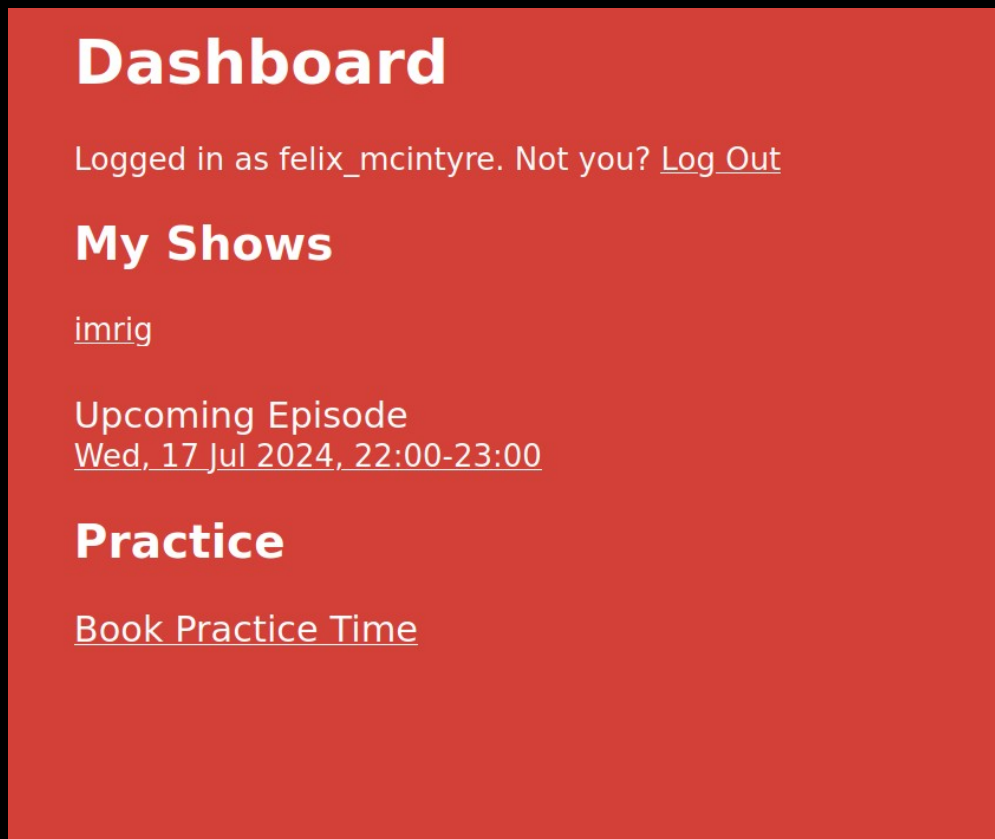 Dashboard
Logged in as felix_mcintyre. Not you? Log Out
My Shows
imrig
Upcoming Episode
Wed, 17 Jul 2024, 22:00-23:00
Practice
Book Practice Time